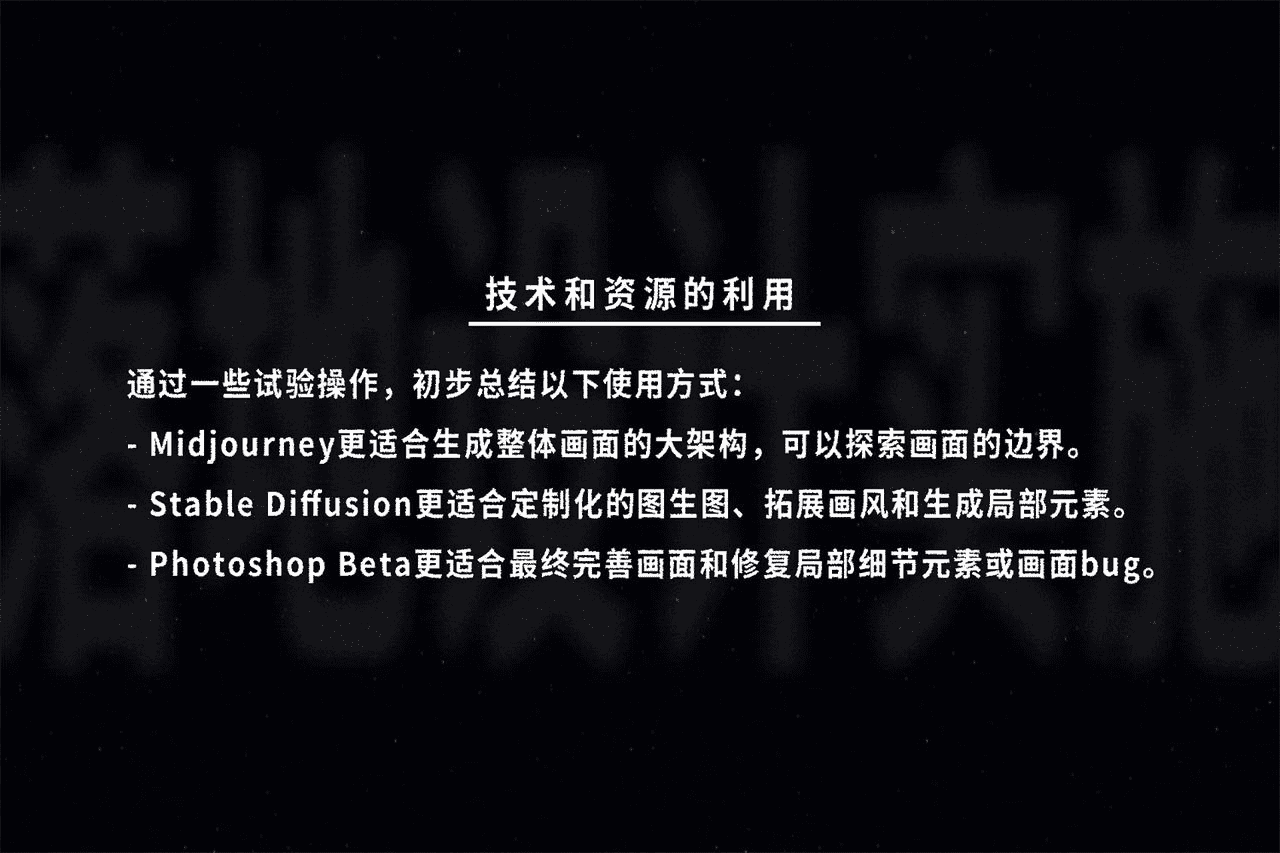 落地设计实施
技术和资源的利用
通过一些试验操作，初步总结以下使用方式：
- Midjourney更适合生成整体画面的大架构，可以探索画面的边界。
- Stable Diffusion更适合定制化的图生图、拓展画风和生成局部元素。
- Photoshop Beta更适合最终完善画面和修复局部细节元素或画面bug。